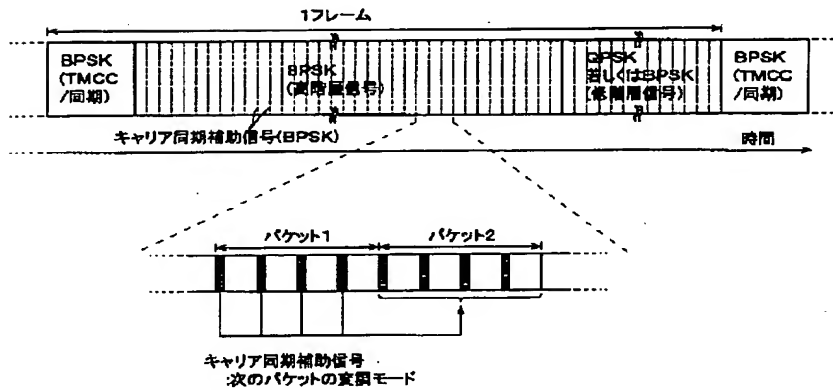 1フレーム
BPSK
(TMCC
/同期)
BPSK
(高階層信号)
QPSK
若しくはBPSK
(低階層信号)
BPSK
(TMCC
/同期)
キャリア同期補助信号(BPSK)
時間
パケット1
パケット2
キャリア同期補助信号
:次のパケットの変調モード